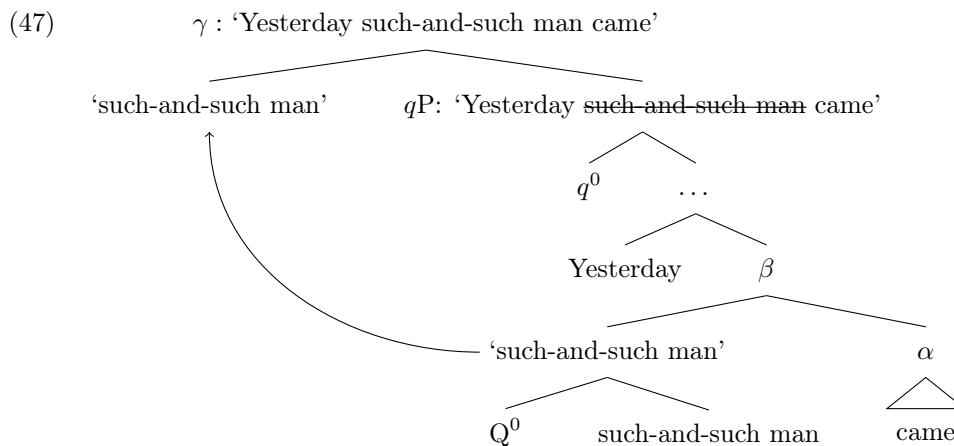 (47) γ : ‘Yesterday such-and-such man came’
‘such-and-such man’ qP: ‘Yesterday such-and-such man came’
q⁰ …
Yesterday β
‘such-and-such man’ α
Q⁰ such-and-such man came